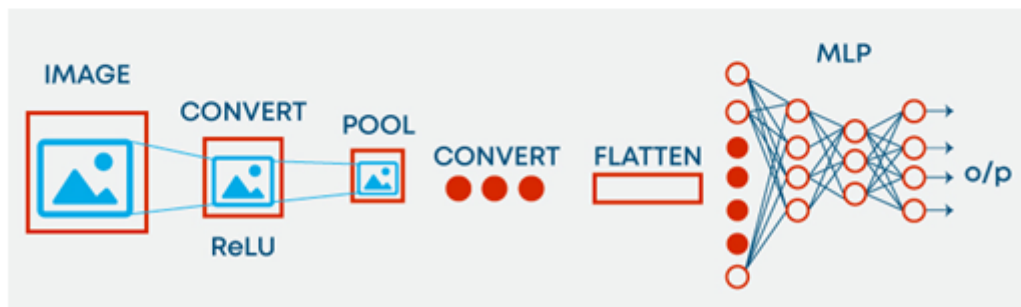 IMAGE
CONVERT
ReLU
POOL
CONVERT
FLATTEN
MLP
o/p